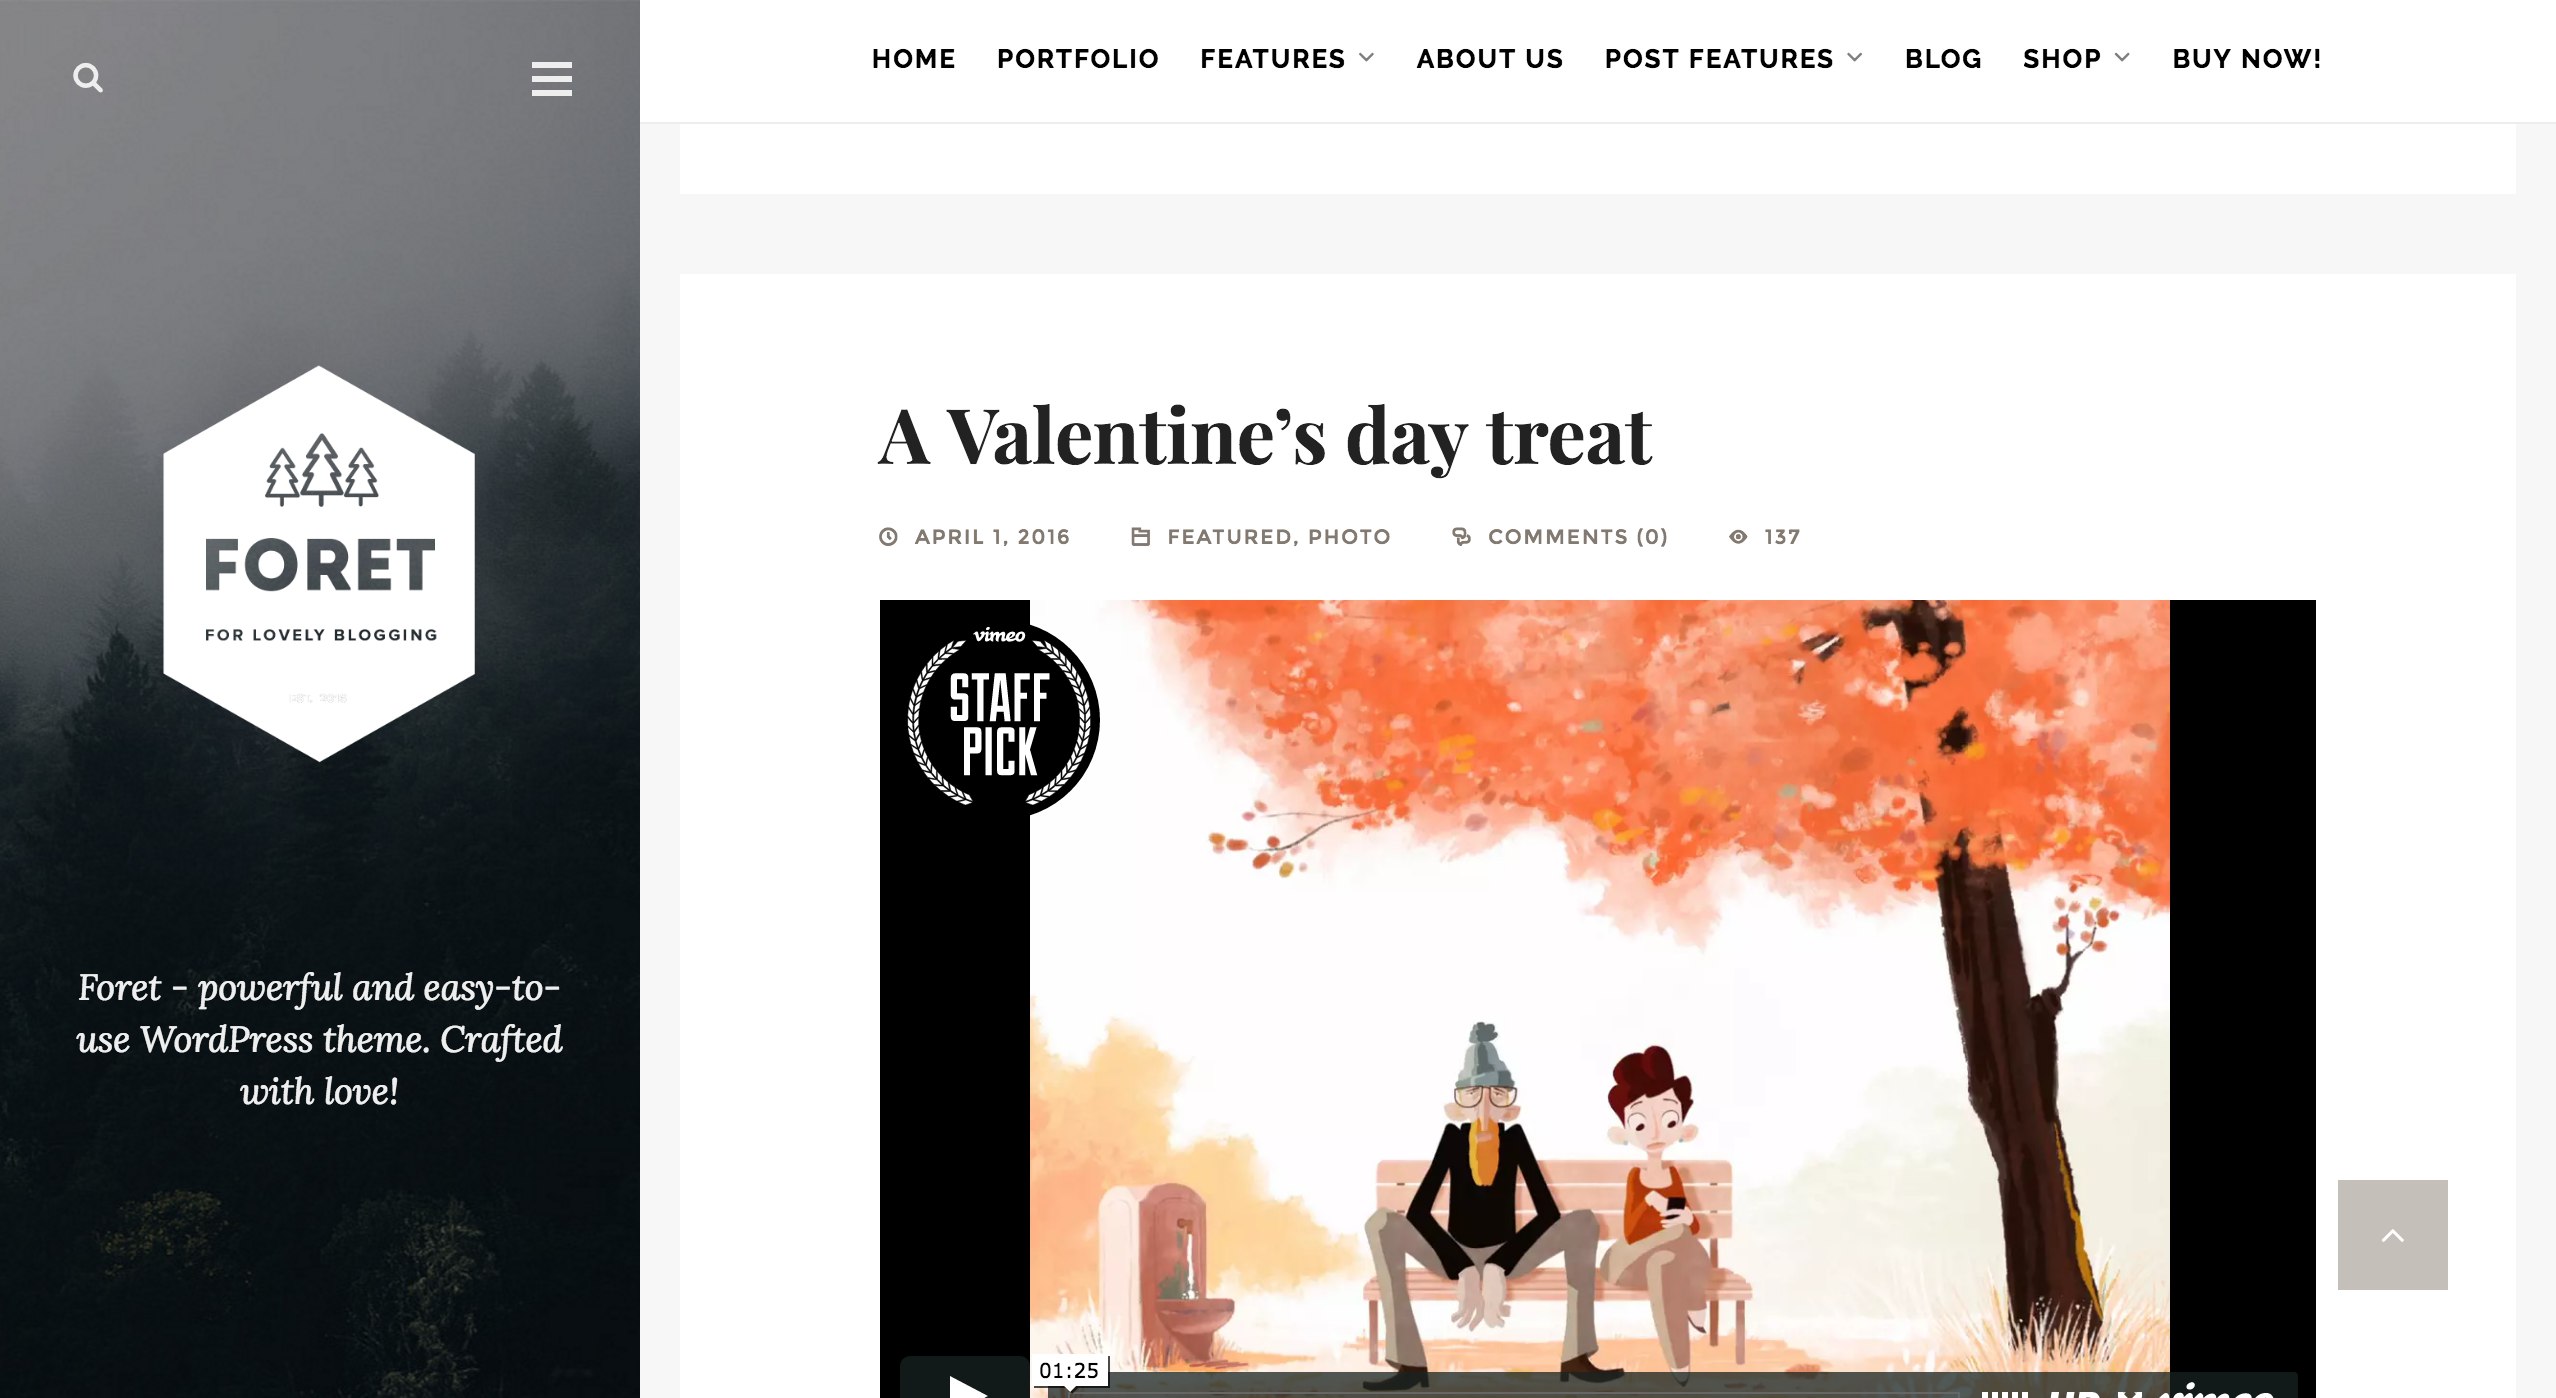 HOME PORTFOLIO FEATURES ABOUT US POST FEATURES BLOG SHOP BUY NOW!
FORET
FOR LOVELY BLOGGING
Foret - powerful and easy-to-
use WordPress theme. Crafted
with love!
A Valentine’s day treat
APRIL 1, 2016 FEATURED, PHOTO COMMENTS (0) 137
vimeo
STAFF
PICK
01:25
HD vimeo